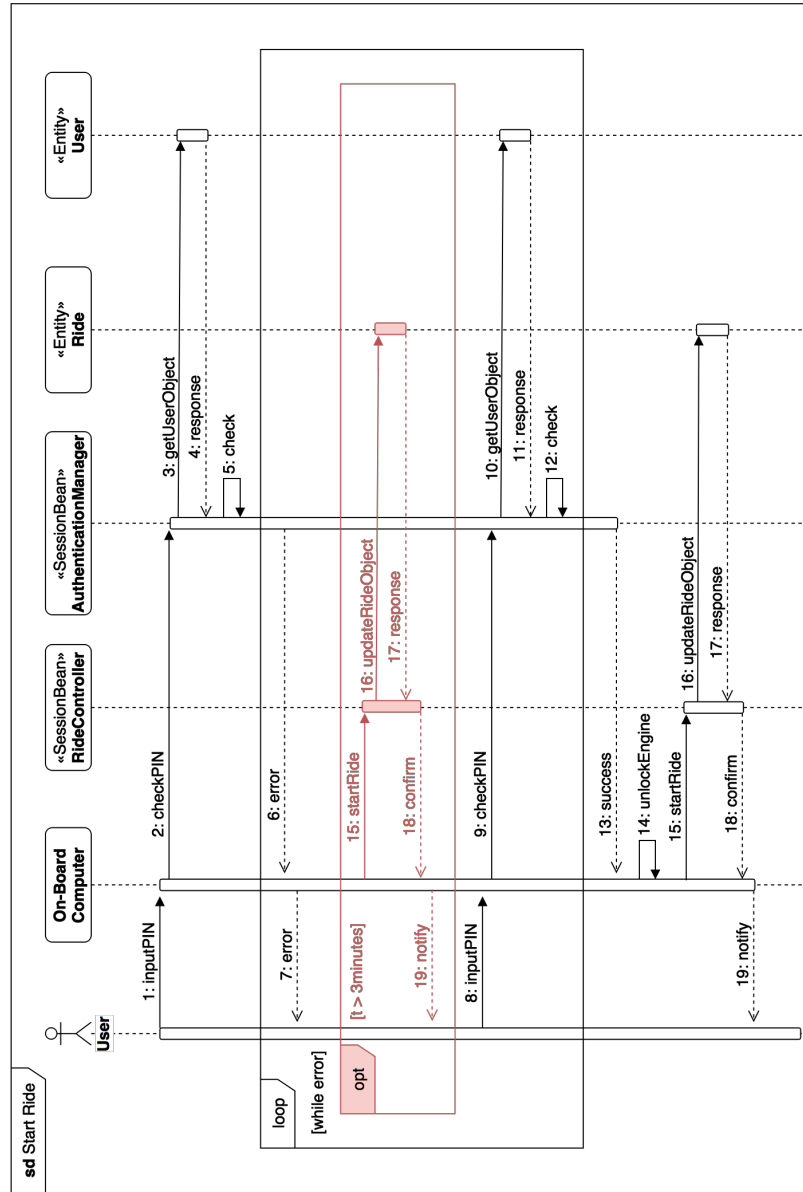 sd Start Ride
User
On-Board
Computer
«SessionBean»
RideController
«SessionBean»
AuthenticationManager
«Entity»
Ride
«Entity»
User
1: inputPIN
2: checkPIN
3: getUserObject
4: response
5: check
loop
[while error]
6: error
7: error
opt
[t > 3minutes]
15: startRide
16: updateRideObject
17: response
18: confirm
19: notify
8: inputPIN
9: checkPIN
10: getUserObject
11: response
12: check
13: success
14: unlockEngine
15: startRide
16: updateRideObject
17: response
18: confirm
19: notify